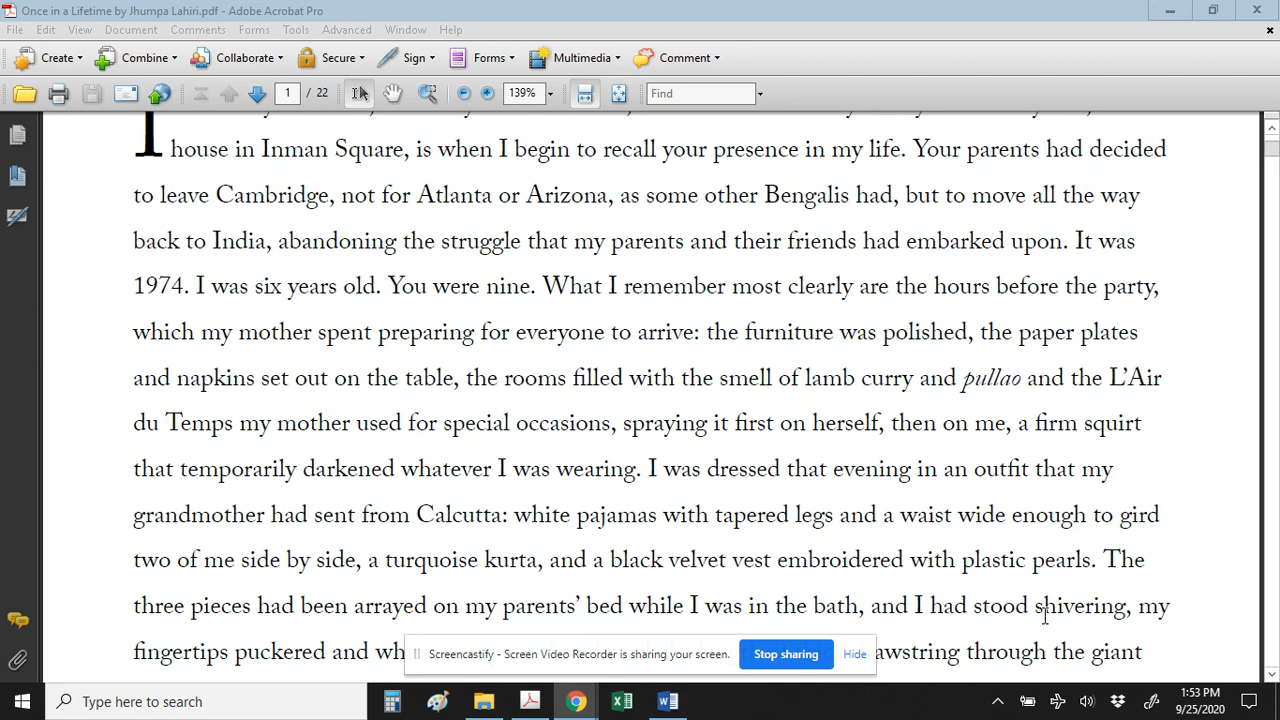 Once in a Lifetime by Jhumpa Lahiri.pdf - Adobe Acrobat Pro
File Edit View Document Comments Forms Tools Advanced Window Help
Create Combine Collaborate Secure Sign Forms Multimedia Comment
1 / 22 139% Find
I
house in Inman Square, is when I begin to recall your presence in my life. Your parents had decided
to leave Cambridge, not for Atlanta or Arizona, as some other Bengalis had, but to move all the way
back to India, abandoning the struggle that my parents and their friends had embarked upon. It was
1974. I was six years old. You were nine. What I remember most clearly are the hours before the party,
which my mother spent preparing for everyone to arrive: the furniture was polished, the paper plates
and napkins set out on the table, the rooms filled with the smell of lamb curry and pullao and the L’Air
du Temps my mother used for special occasions, spraying it first on herself, then on me, a firm squirt
that temporarily darkened whatever I was wearing. I was dressed that evening in an outfit that my
grandmother had sent from Calcutta: white pajamas with tapered legs and a waist wide enough to gird
two of me side by side, a turquoise kurta, and a black velvet vest embroidered with plastic pearls. The
three pieces had been arrayed on my parents’ bed while I was in the bath, and I had stood shivering, my
fingertips puckered and wh awstring through the giant
Screencastify - Screen Video Recorder is sharing your screen. Stop sharing Hide
Type here to search
1:53 PM
9/25/2020